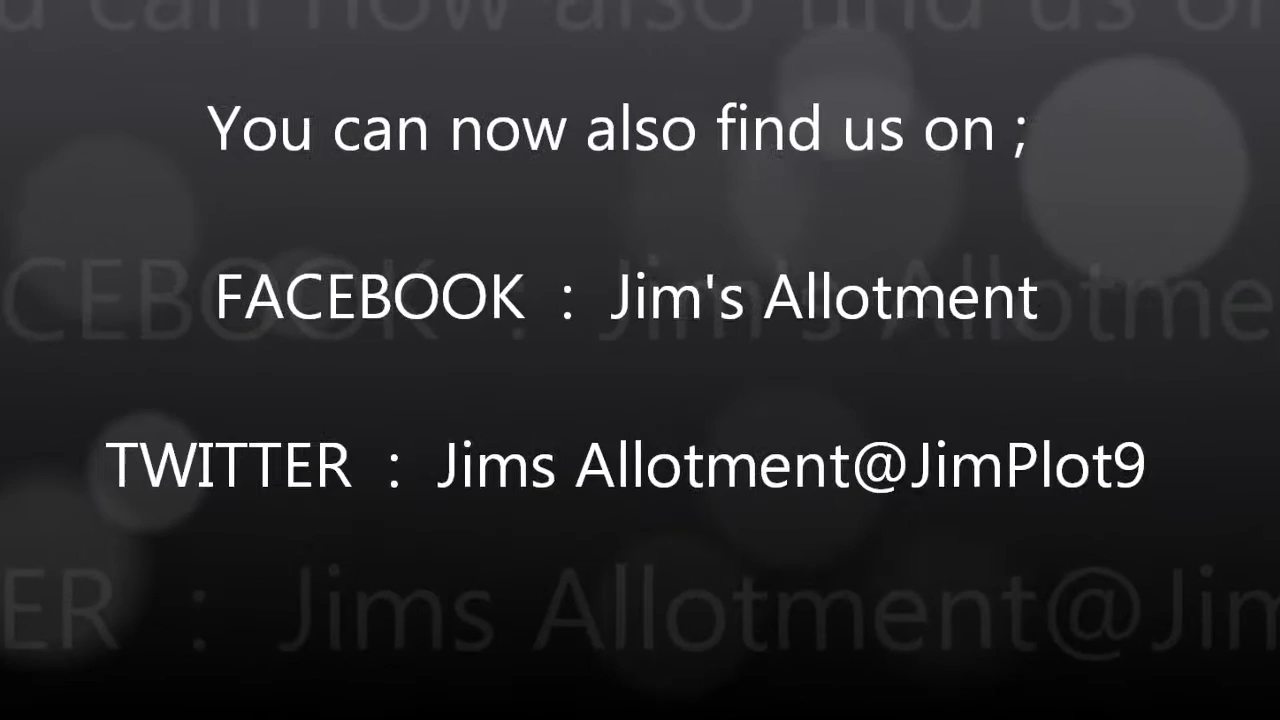 You can now also find us on ;
FACEBOOK  :  Jim's Allotment
TWITTER  :  Jims Allotment@JimPlot9